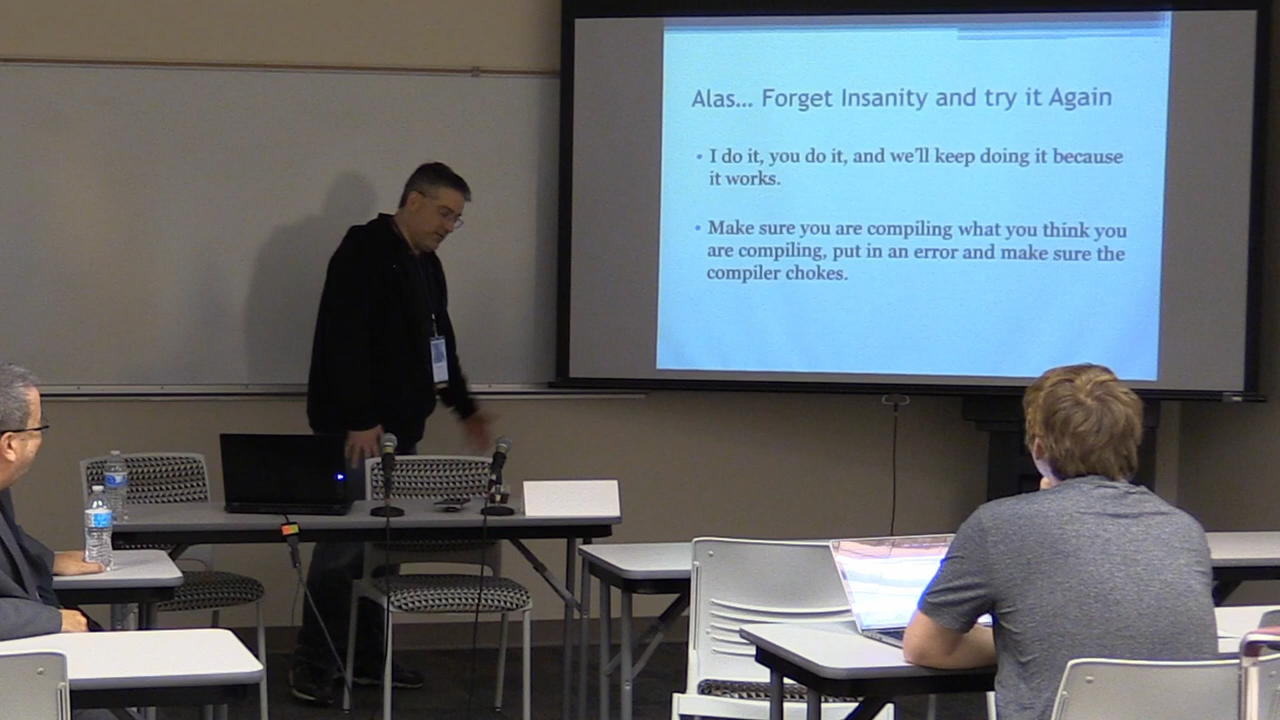 Alas... Forget Insanity and try it Again
• I do it, you do it, and we'll keep doing it because
it works.
• Make sure you are compiling what you think you
are compiling, put in an error and make sure the
compiler chokes.